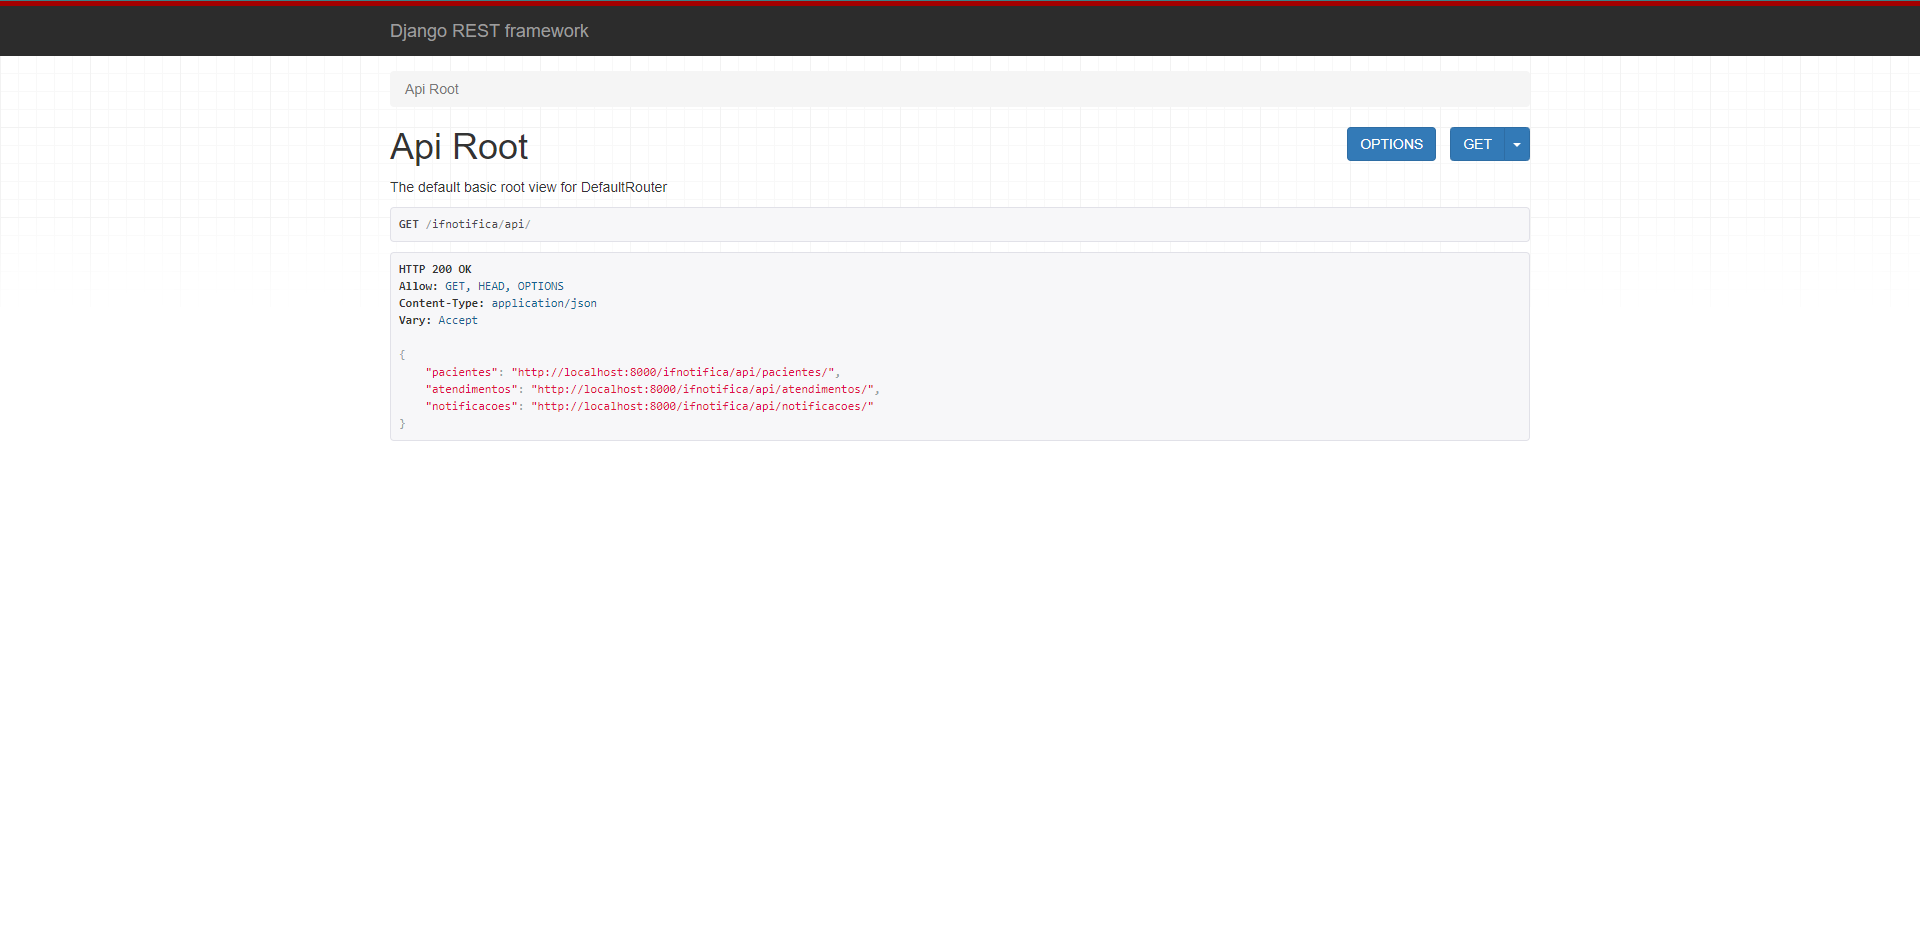 Django REST framework
Api Root
Api Root
OPTIONS
GET
The default basic root view for DefaultRouter
GET /ifnotifica/api/
HTTP 200 OK
Allow: GET, HEAD, OPTIONS
Content-Type: application/json
Vary: Accept
{
    "pacientes": "http://localhost:8000/ifnotifica/api/pacientes/",
    "atendimentos": "http://localhost:8000/ifnotifica/api/atendimentos/",
    "notificacoes": "http://localhost:8000/ifnotifica/api/notificacoes/"
}